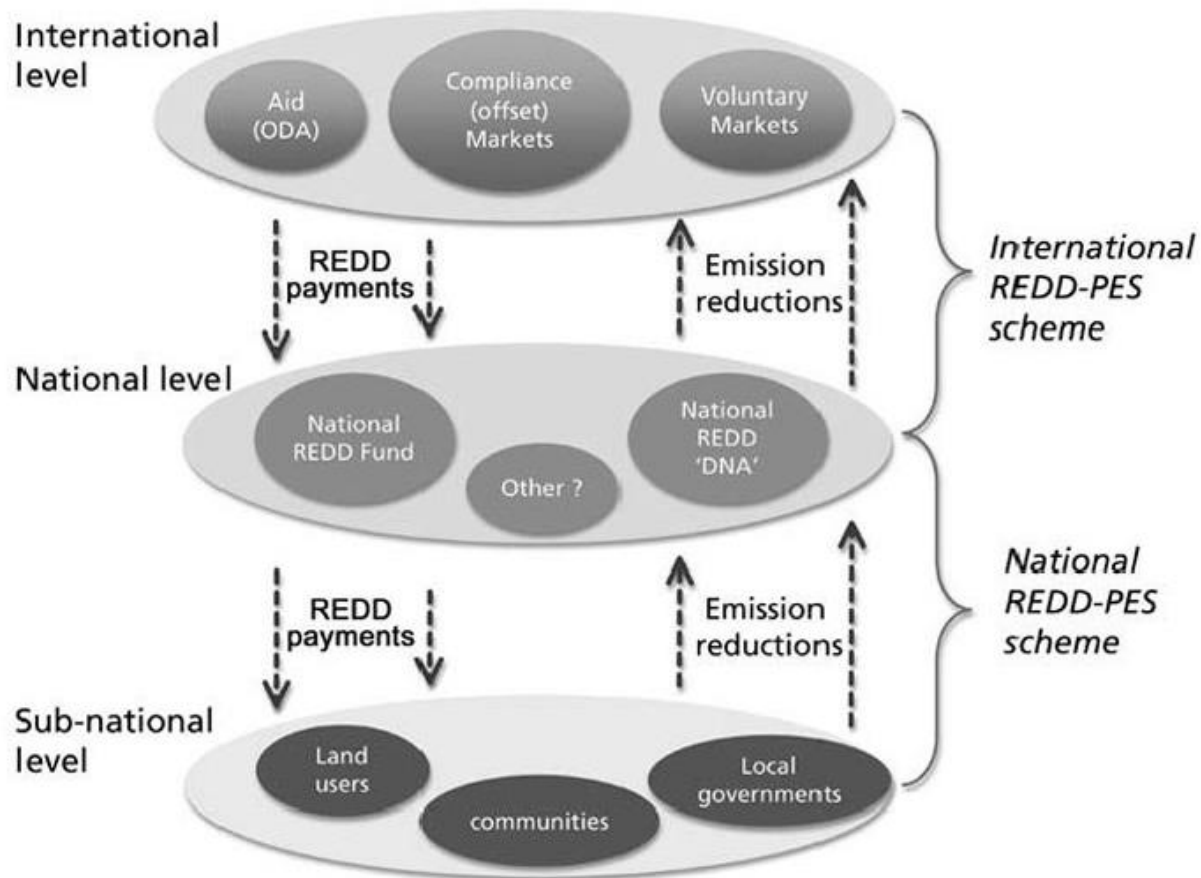 International
level
Aid
(ODA)
Compliance
(offset)
Markets
Voluntary
Markets
REDD
payments
Emission
reductions
International
REDD-PES
scheme
National level
National
REDD Fund
Other ?
National
REDD
‘DNA’
REDD
payments
Emission
reductions
National
REDD-PES
scheme
Sub-national
level
Land
users
communities
Local
governments